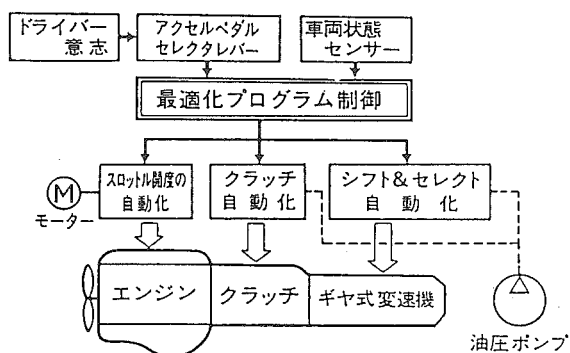 ドライバー
意志
アクセルペダル
セレクタレバー
車両状態
センサー
最適化プログラム制御
スロットル開度の
自動化
クラッチ
自動化
シフト&セレクト
自動化
M
モーター
エンジン
クラッチ
ギヤ式変速機
油圧ポンプ